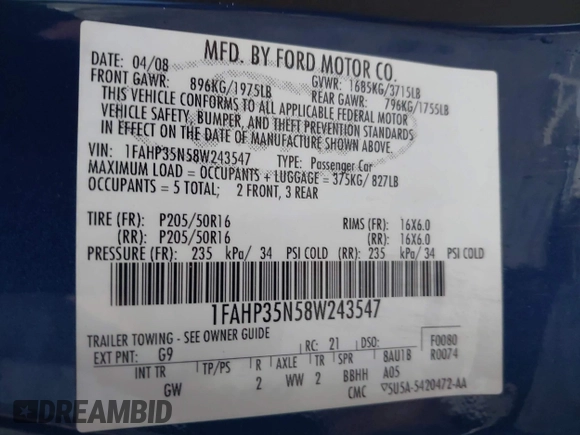 MFD. BY FORD MOTOR CO.
DATE: 04/08 GVWR: 1685KG/3715LB
FRONT GAWR: 896KG/1975LB REAR GAWR: 796KG/1755LB
THIS VEHICLE CONFORMS TO ALL APPLICABLE FEDERAL MOTOR
VEHICLE SAFETY, BUMPER, AND THEFT PREVENTION STANDARDS
IN EFFECT ON THE DATE OF MANUFACTURE SHOWN ABOVE.
VIN: 1FAHP35N58W243547 TYPE: Passenger Car
MAXIMUM LOAD = OCCUPANTS + LUGGAGE = 375KG/ 827LB
OCCUPANTS = 5 TOTAL; 2 FRONT, 3 REAR
TIRE (FR): P205/50R16 RIMS (FR): 16X6.0
(RR): P205/50R16 (RR): 16X6.0
PRESSURE (FR): 235 kPa/ 34 PSI COLD (RR): 235 kPa/ 34 PSI COLD
1FAHP35N58W243547
TRAILER TOWING - SEE OWNER GUIDE
EXT PNT: G9 RC: 21 DSO: F0080
INT TR TP/PS R AXLE TR SPR 8AU1B R0074
GW 2 WW 2 BBHH A05
CMC 5U5A-5420472-AA
DREAMBID